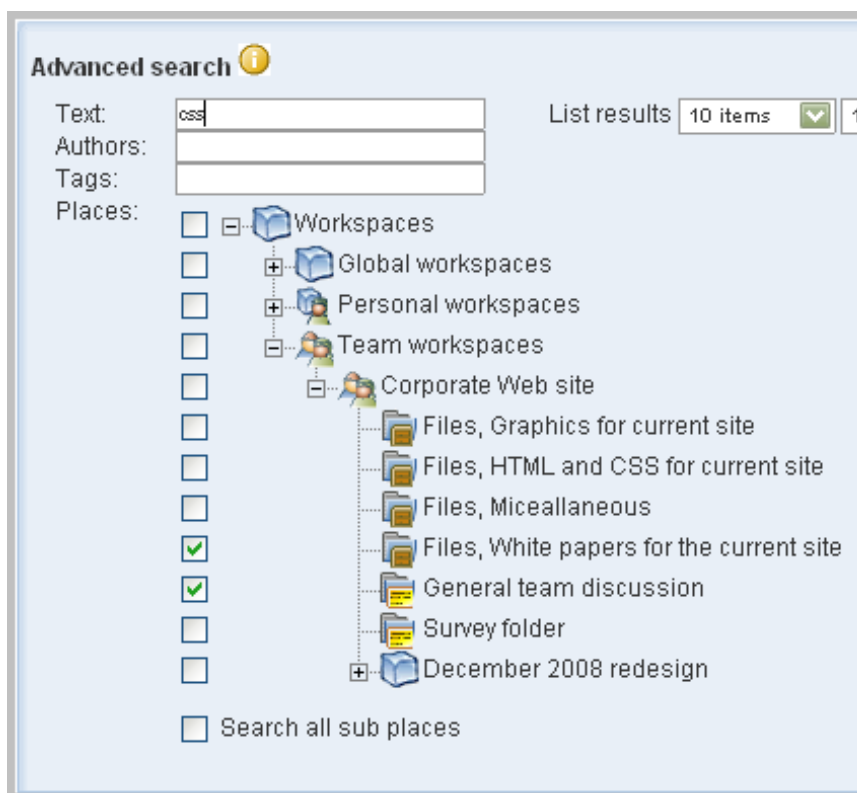 Advanced search
Text: css List results 10 items 1
Authors:
Tags:
Places: Workspaces
Global workspaces
Personal workspaces
Team workspaces
Corporate Web site
Files, Graphics for current site
Files, HTML and CSS for current site
Files, Miceallaneous
Files, White papers for the current site
General team discussion
Survey folder
December 2008 redesign
Search all sub places